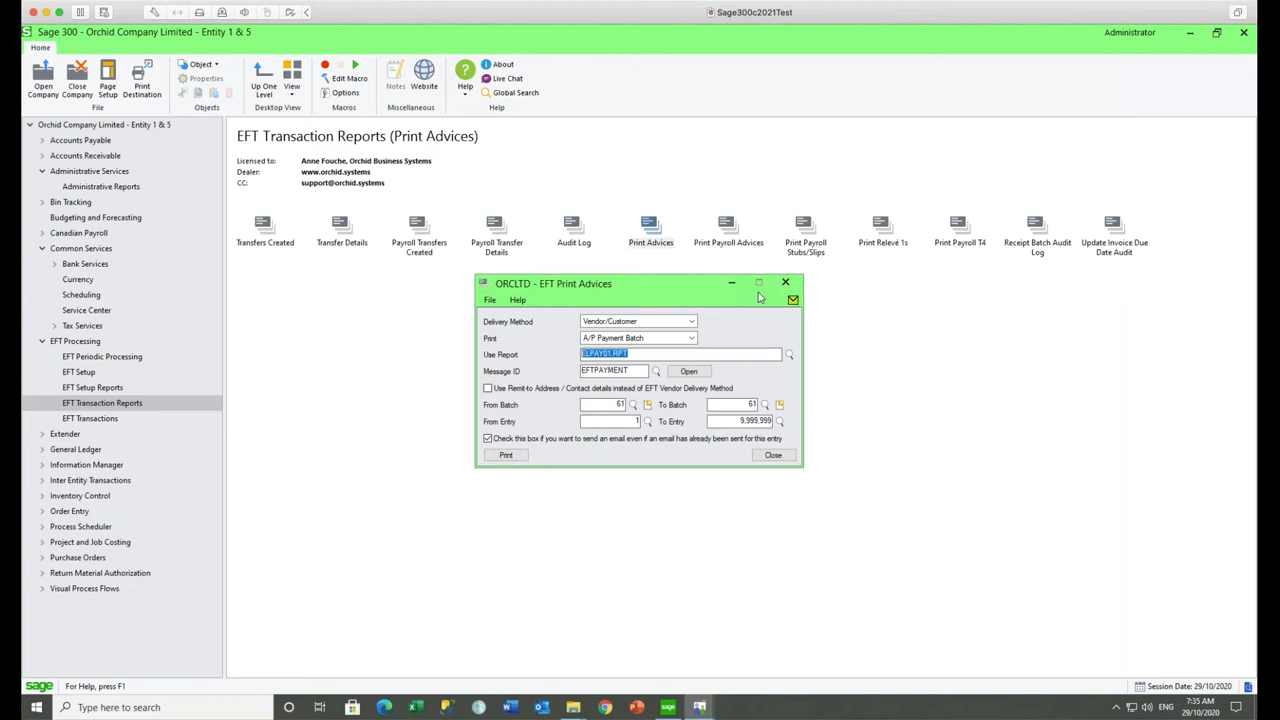 Sage300c2021Test
S Sage 300 - Orchid Company Limited - Entity 1 & 5
Administrator
Home
Open Company
Close Company
Page Setup
Print Destination
Object
Properties
Up One Level
View
Edit Macro
Options
Notes
Website
Help
About
Live Chat
Global Search
File
Objects
Desktop View
Macros
Miscellaneous
Help
Orchid Company Limited - Entity 1 & 5
Accounts Payable
Accounts Receivable
Administrative Services
Administrative Reports
Bin Tracking
Budgeting and Forecasting
Canadian Payroll
Common Services
Bank Services
Currency
Scheduling
Service Center
Tax Services
EFT Processing
EFT Periodic Processing
EFT Setup
EFT Setup Reports
EFT Transaction Reports
EFT Transactions
Extender
General Ledger
Information Manager
Inter Entity Transactions
Inventory Control
Order Entry
Process Scheduler
Project and Job Costing
Purchase Orders
Return Material Authorization
Visual Process Flows
EFT Transaction Reports (Print Advices)
Licensed to: Anne Fouche, Orchid Business Systems
Dealer: www.orchid.systems
CC: support@orchid.systems
Transfers Created
Transfer Details
Payroll Transfers Created
Payroll Transfer Details
Audit Log
Print Advices
Print Payroll Advices
Print Payroll Stubs/Slips
Print Relevé 1s
Print Payroll T4
Receipt Batch Audit Log
Update Invoice Due Date Audit
ORCLTD - EFT Print Advices
File Help
Delivery Method Vendor/Customer
Print A/P Payment Batch
Use Report ELPAY01.RPT
Message ID EFTPAYMENT Open
Use Remit-to Address / Contact details instead of EFT Vendor Delivery Method
From Batch 61 To Batch 61
From Entry 1 To Entry 9,999,999
Check this box if you want to send an email even if an email has already been sent for this entry
Print Close
sage For Help, press F1
Session Date: 29/10/2020
Type here to search
sage
ENG
7:35 AM
29/10/2020